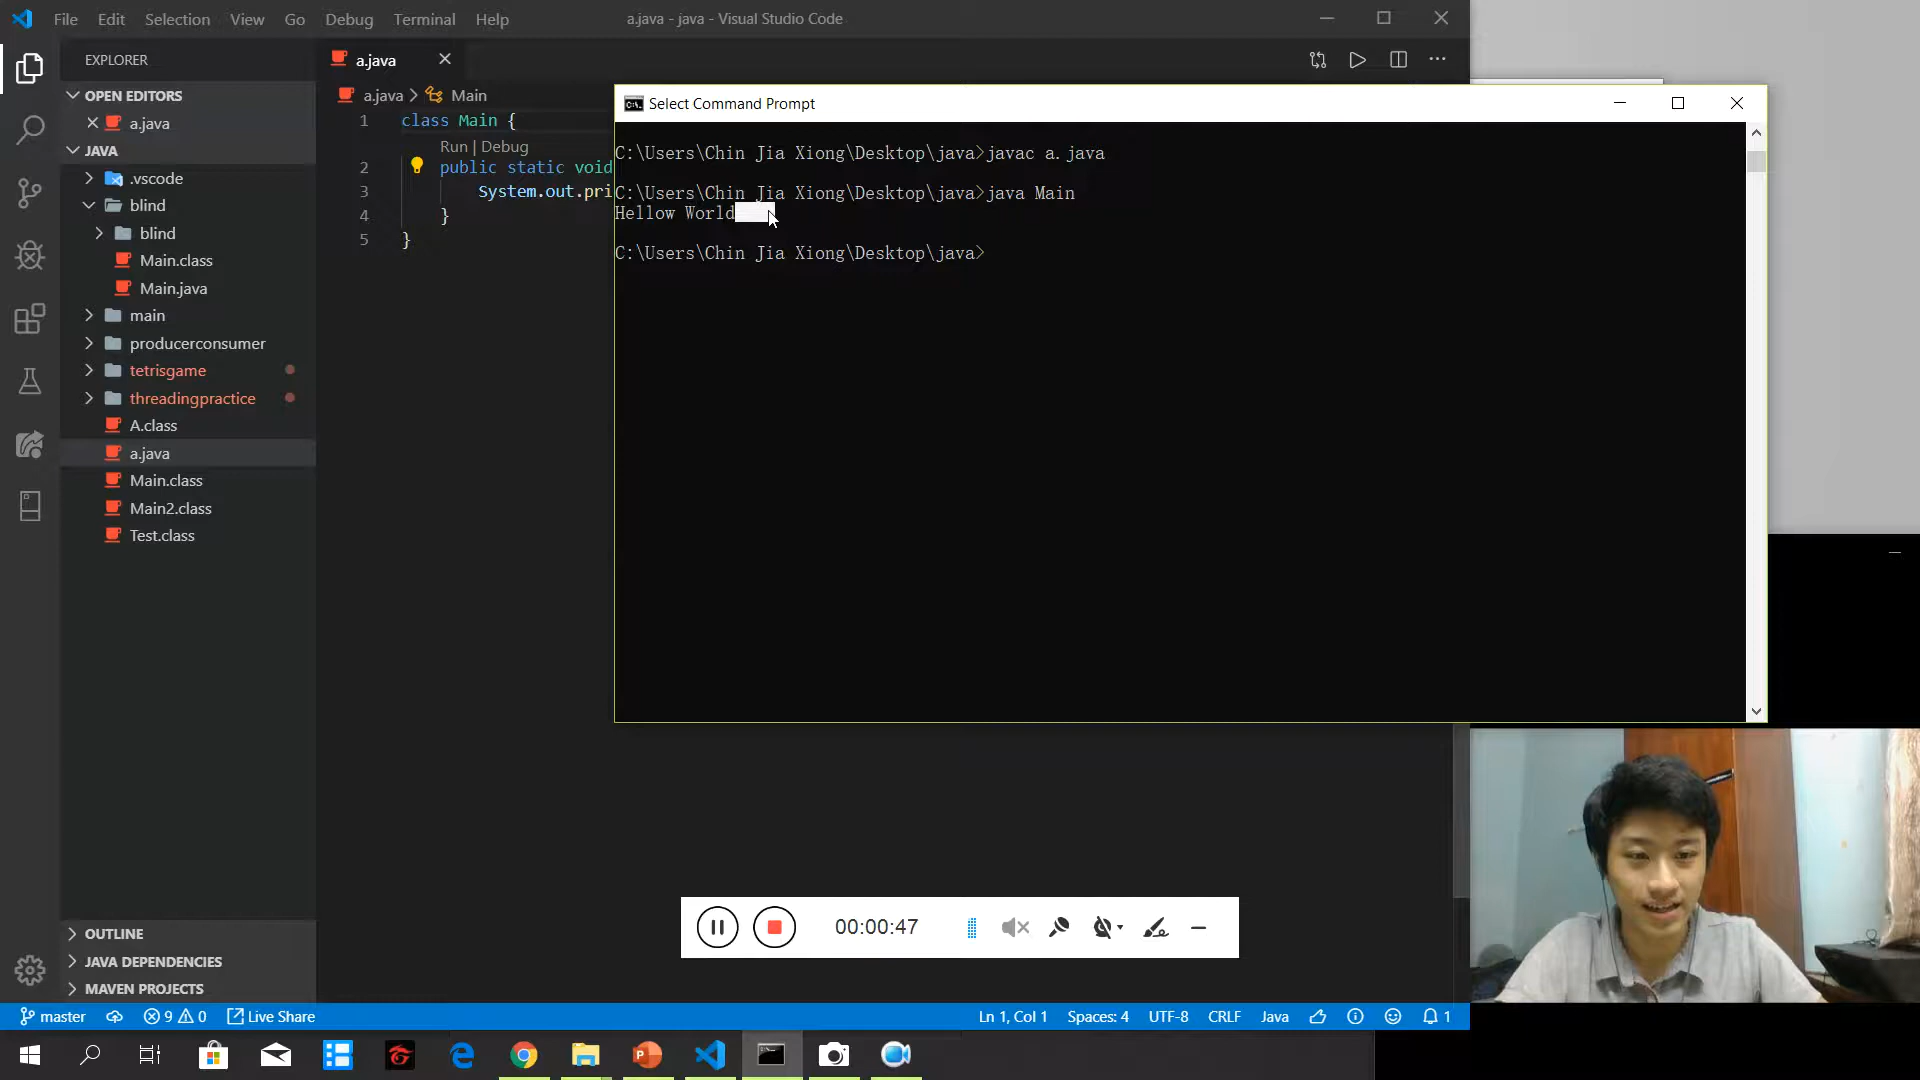 File Edit Selection View Go Debug Terminal Help
a.java - java - Visual Studio Code
EXPLORER
OPEN EDITORS
a.java
JAVA
.vscode
blind
blind
Main.class
Main.java
main
producerconsumer
tetrisgame
threadingpractice
A.class
a.java
Main.class
Main2.class
Test.class
OUTLINE
JAVA DEPENDENCIES
MAVEN PROJECTS
a.java
a.java > Main
1 class Main {
Run | Debug
2 public static void
3 System.out.pri
4 }
5 }
Select Command Prompt
C:\Users\Chin Jia Xiong\Desktop\java>javac a.java
C:\Users\Chin Jia Xiong\Desktop\java>java Main
Hellow World
C:\Users\Chin Jia Xiong\Desktop\java>
00:00:47
master 9 0 Live Share
Ln 1, Col 1 Spaces: 4 UTF-8 CRLF Java 1